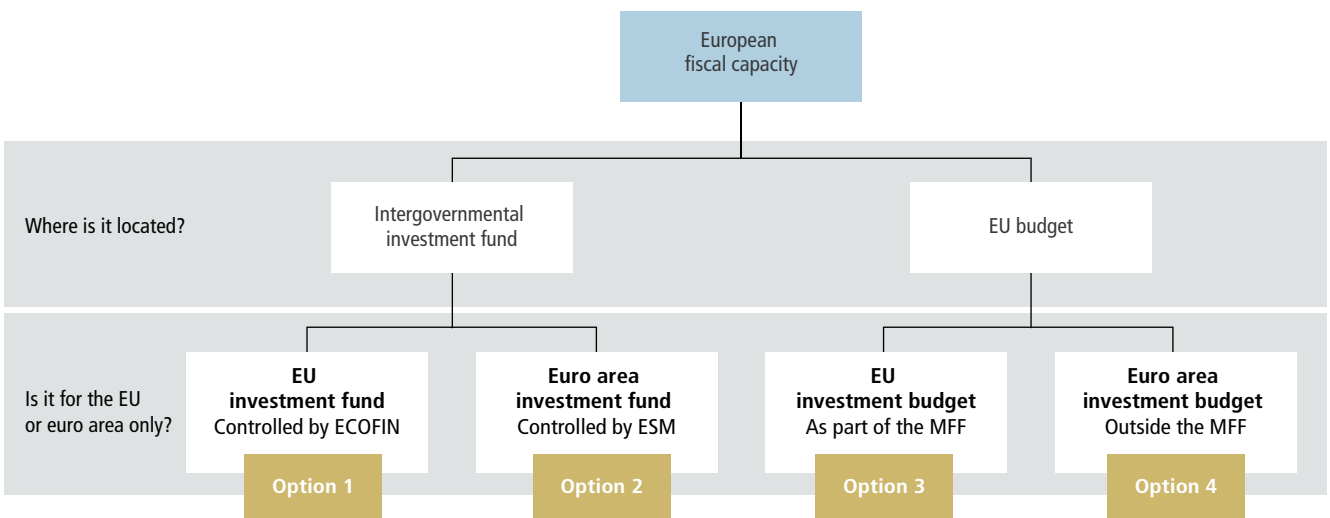 European
fiscal capacity
Where is it located?
Intergovernmental
investment fund
EU budget
Is it for the EU
or euro area only?
EU
investment fund
Controlled by ECOFIN
Option 1
Euro area
investment fund
Controlled by ESM
Option 2
EU
investment budget
As part of the MFF
Option 3
Euro area
investment budget
Outside the MFF
Option 4